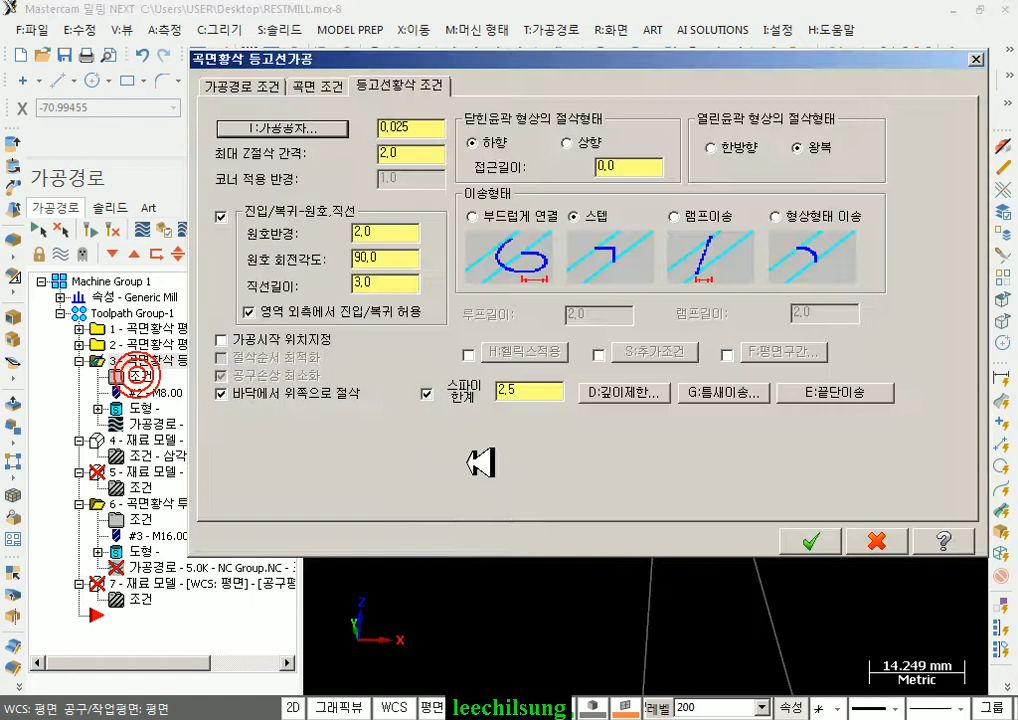 Mastercam 밀링 NEXT C:\Users\USER\Desktop\RESTMILL.mcx-8
F:파일 E:수정 V:뷰 A:측정 C:그리기 S:솔리드 MODEL PREP X:이동 M:머신 형태 T:가공경로 R:화면 ART AI SOLUTIONS I:설정 H:도움말
X -70.99455
가공경로
가공경로 솔리드 Art
Machine Group 1
속성 - Generic Mill
Toolpath Group-1
1 - 곡면황삭 평
2 - 곡면황삭 평
3 - 곡면황삭 등
조건
#2 - M8.00
도형 -
가공경로 -
4 - 재료 모델 -
조건 - 삼각
5 - 재료 모델 -
조건
6 - 곡면황삭 투
조건
#3 - M16.00
도형 -
가공경로 - 5.0K - NC Group.NC -
7 - 재료 모델 - [WCS: 평면] - [공구평
조건
곡면황삭 등고선가공
가공경로 조건 곡면 조건 등고선황삭 조건
T:가공공차... 0.025
최대 Z절삭 간격: 2.0
코너 적용 반경: 1.0
진입/복귀-원호,직선
원호반경: 2.0
원호 회전각도: 90.0
직선길이: 3.0
영역 외측에서 진입/복귀 허용
가공시작 위치지정
절삭순서 최적화
공구손상 최소화
바닥에서 위쪽으로 절삭
닫힌윤곽 형상의 절삭형태
하향 상향
접근길이: 0.0
열린윤곽 형상의 절삭형태
한방향 왕복
이송형태
부드럽게 연결 스텝 램프이송 형상형태 이송
루프길이: 2.0 램프길이: 2.0
H:헬릭스적용 S:추가조건 F:평면구간...
스파이 한계 2.5 D:깊이제한... G:틈새이송... E:끝단이송
Z
Y
X
14.249 mm
Metric
WCS: 평면 공구/작업평면: 평면 2D 그래픽뷰 WCS 평면 leechilsung 레벨 200 속성 그룹